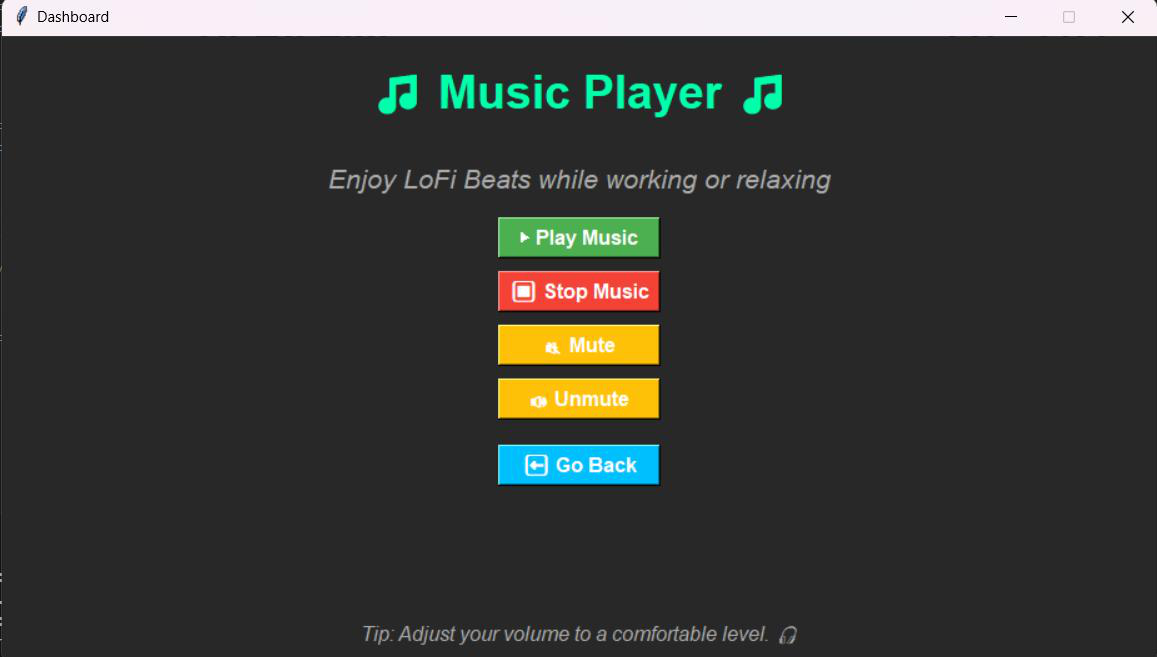 Dashboard
🎵 Music Player 🎵
Enjoy LoFi Beats while working or relaxing
▶ Play Music
⏹ Stop Music
🔇 Mute
🔊 Unmute
⬅ Go Back
Tip: Adjust your volume to a comfortable level. 🎧